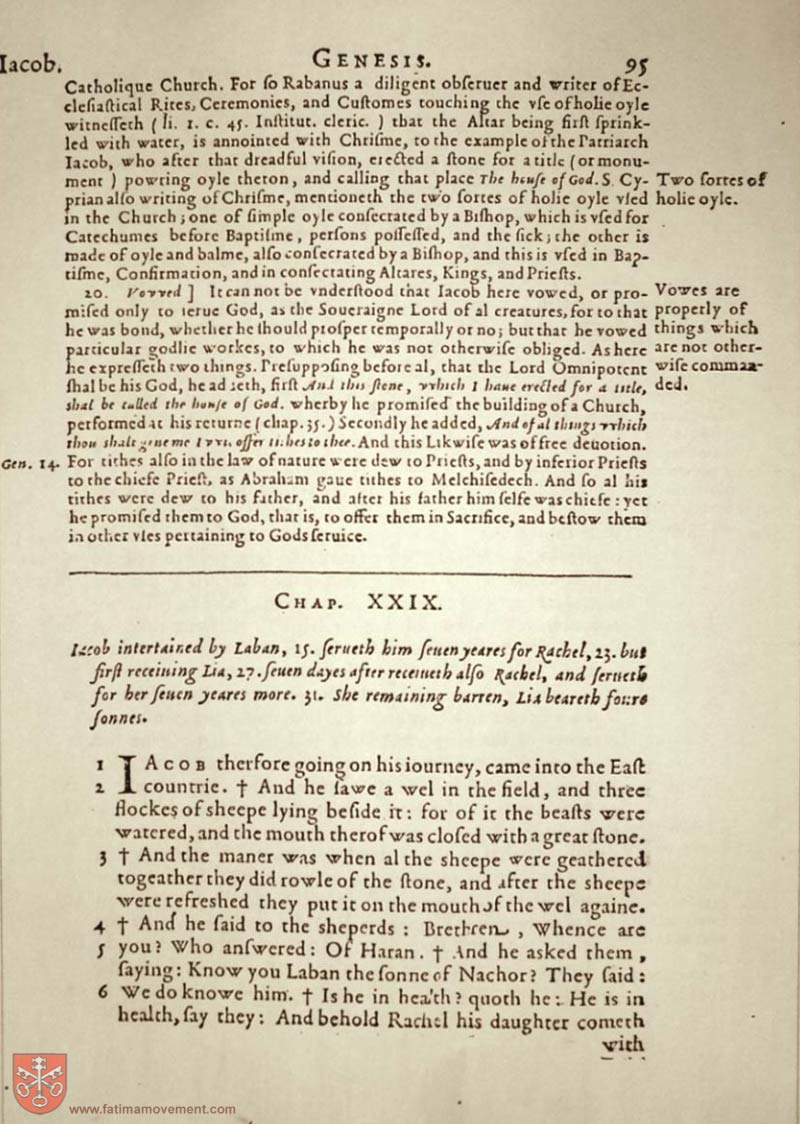 Iacob.
GENESIS.
95
Catholique Church. For ſo Rabanus a diligent obſeruer and writer of Ec-
cleſiaſtical Rites, Ceremonies, and Cuſtomes touching the vſe of holie oyle
witneſſeth (li. 1. c. 45. Inſtitut. cleric.) that the Altar being firſt ſprink-
led with water, is annointed with Chriſme, to the example of the Patriarch
Iacob, who after that dreadful viſion, erected a ſtone for a title (or monu-
ment) powring oyle theron, and calling that place The houſe of God. S. Cy-
prian alſo writing of Chriſme, mentioneth the two ſortes of holie oyle vſed
in the Church; one of ſimple oyle conſecrated by a Biſhop, which is vſed for
Catechumes before Baptiſme, perſons poſſeſſed, and the ſick; the other is
made of oyle and balme, alſo conſecrated by a Biſhop, and this is vſed in Bap-
tiſme, Confirmation, and in conſectating Altares, Kings, and Prieſts.
Two ſortes of
holie oyle.
20. Vovved ] It can not be vnderſtood that Iacob here vowed, or pro-
miſed only to ſerue God, as the Soueraigne Lord of al creatures, for to that
he was bond, whether he ſhould proſper temporally or no; but that he vowed
particular godlie workes, to which he was not otherwiſe obliged. As here
he expreſſeth two things. Preſuppoſing before al, that the Lord Omnipotent
ſhal be his God, he addeth, firſt And this ſtone, vvhich I haue erected for a title,
shal be called the houſe of God. wherby he promiſed the building of a Church,
performed at his returne (chap. 35.) Secondly he added, And of al things vvhich
thou shalt giue me I vvil offer tithes to thee. And this Likwiſe was of free deuotion.
Vowes are
properly of
things which
are not other-
wiſe comman-
ded.
Gen. 14.
For tithes alſo in the law of nature were dew to Prieſts, and by inferior Prieſts
to the chiefe Prieſt, as Abraham gaue tithes to Melchiſedech. And ſo al his
tithes were dew to his father, and after his father him ſelfe was chiefe: yet
he promiſed them to God, that is, to offer them in Sacrifice, and beſtow them
in other vſes pertaining to Gods ſeruice.
CHAP. XXIX.
Iacob intertained by Laban, 15. ſerueth him ſeuen yeares for Rachel, 23. but
firſt receiuing Lia, 27. ſeuen dayes after receiueth alſo Rachel, and ſerueth
for her ſeuen yeares more. 31. She remaining barren, Lia beareth foure
ſonnes.
1 IACOB therfore going on his iourney, came into the Eaſt
2 countrie. † And he ſawe a wel in the field, and three
flockes of ſheepe lying beſide it: for of it the beaſts were
watered, and the mouth therof was cloſed with a great ſtone.
3 † And the maner was when al the sheepe were geathered
togeather they did rowle of the ſtone, and after the sheepe
were refreshed they put it on the mouth of the wel againe.
4 † And he ſaid to the sheperds: Brethren, Whence are
5 you? Who anſwered: Of Haran. † And he asked them,
ſaying: Know you Laban the ſonne of Nachor? They ſaid:
6 We do knowe him. † Is he in health? quoth he: He is in
health, ſay they: And behold Rachel his daughter cometh
with
www.fatimamovement.com